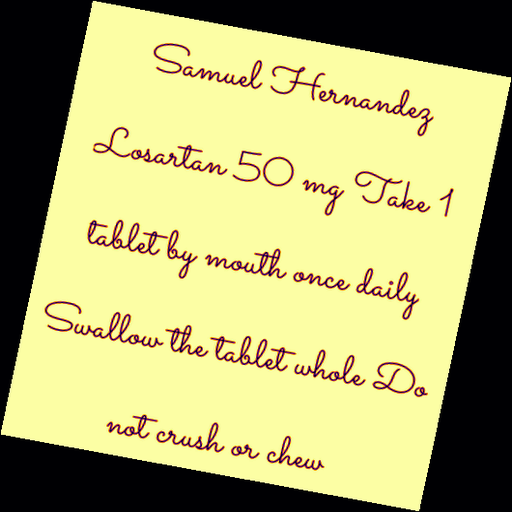 Samuel Hernandez
Losartan 50 mg Take 1
tablet by mouth once daily
Swallow the tablet whole Do
not crush or chew